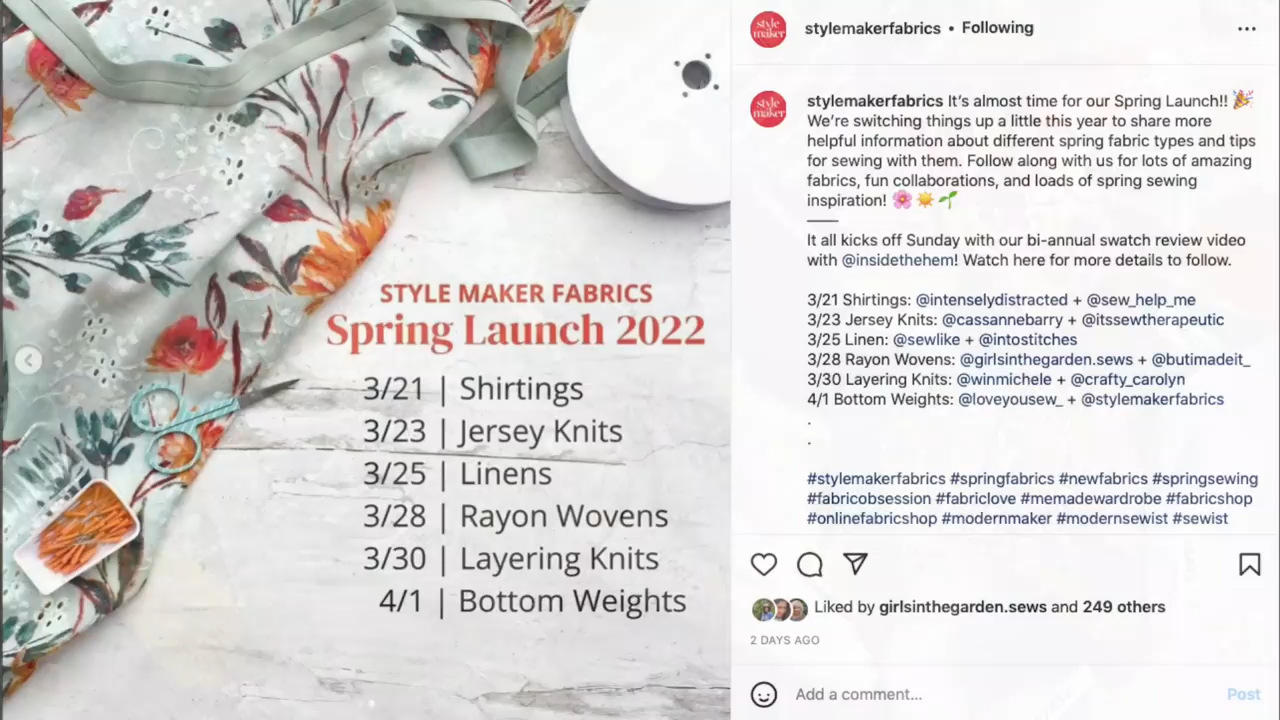 STYLE MAKER FABRICS
Spring Launch 2022
3/21 | Shirtings
3/23 | Jersey Knits
3/25 | Linens
3/28 | Rayon Wovens
3/30 | Layering Knits
4/1 | Bottom Weights
style
maker
stylemakerfabrics • Following
style
maker
stylemakerfabrics It's almost time for our Spring Launch!! 🎉
We're switching things up a little this year to share more
helpful information about different spring fabric types and tips
for sewing with them. Follow along with us for lots of amazing
fabrics, fun collaborations, and loads of spring sewing
inspiration! 🌸☀️🌱
It all kicks off Sunday with our bi-annual swatch review video
with @insidethehem! Watch here for more details to follow.
3/21 Shirtings: @intenselydistracted + @sew_help_me
3/23 Jersey Knits: @cassannebarry + @itssewtherapeutic
3/25 Linen: @sewlike + @intostitches
3/28 Rayon Wovens: @girlsinthegarden.sews + @butimadeit_
3/30 Layering Knits: @winmichele + @crafty_carolyn
4/1 Bottom Weights: @loveyousew_ + @stylemakerfabrics
.
.
#stylemakerfabrics #springfabrics #newfabrics #springsewing
#fabricobsession #fabriclove #memadewardrobe #fabricshop
#onlinefabricshop #modernmaker #modernsewist #sewist
Liked by girlsinthegarden.sews and 249 others
2 DAYS AGO
Add a comment...
Post